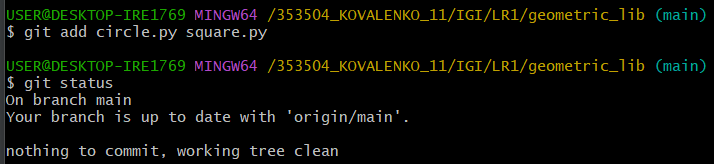 USER@DESKTOP-IRE1769 MINGW64 /353504_KOVALENKO_11/IGI/LR1/geometric_lib (main)
$ git add circle.py square.py
USER@DESKTOP-IRE1769 MINGW64 /353504_KOVALENKO_11/IGI/LR1/geometric_lib (main)
$ git status
On branch main
Your branch is up to date with 'origin/main'.
nothing to commit, working tree clean